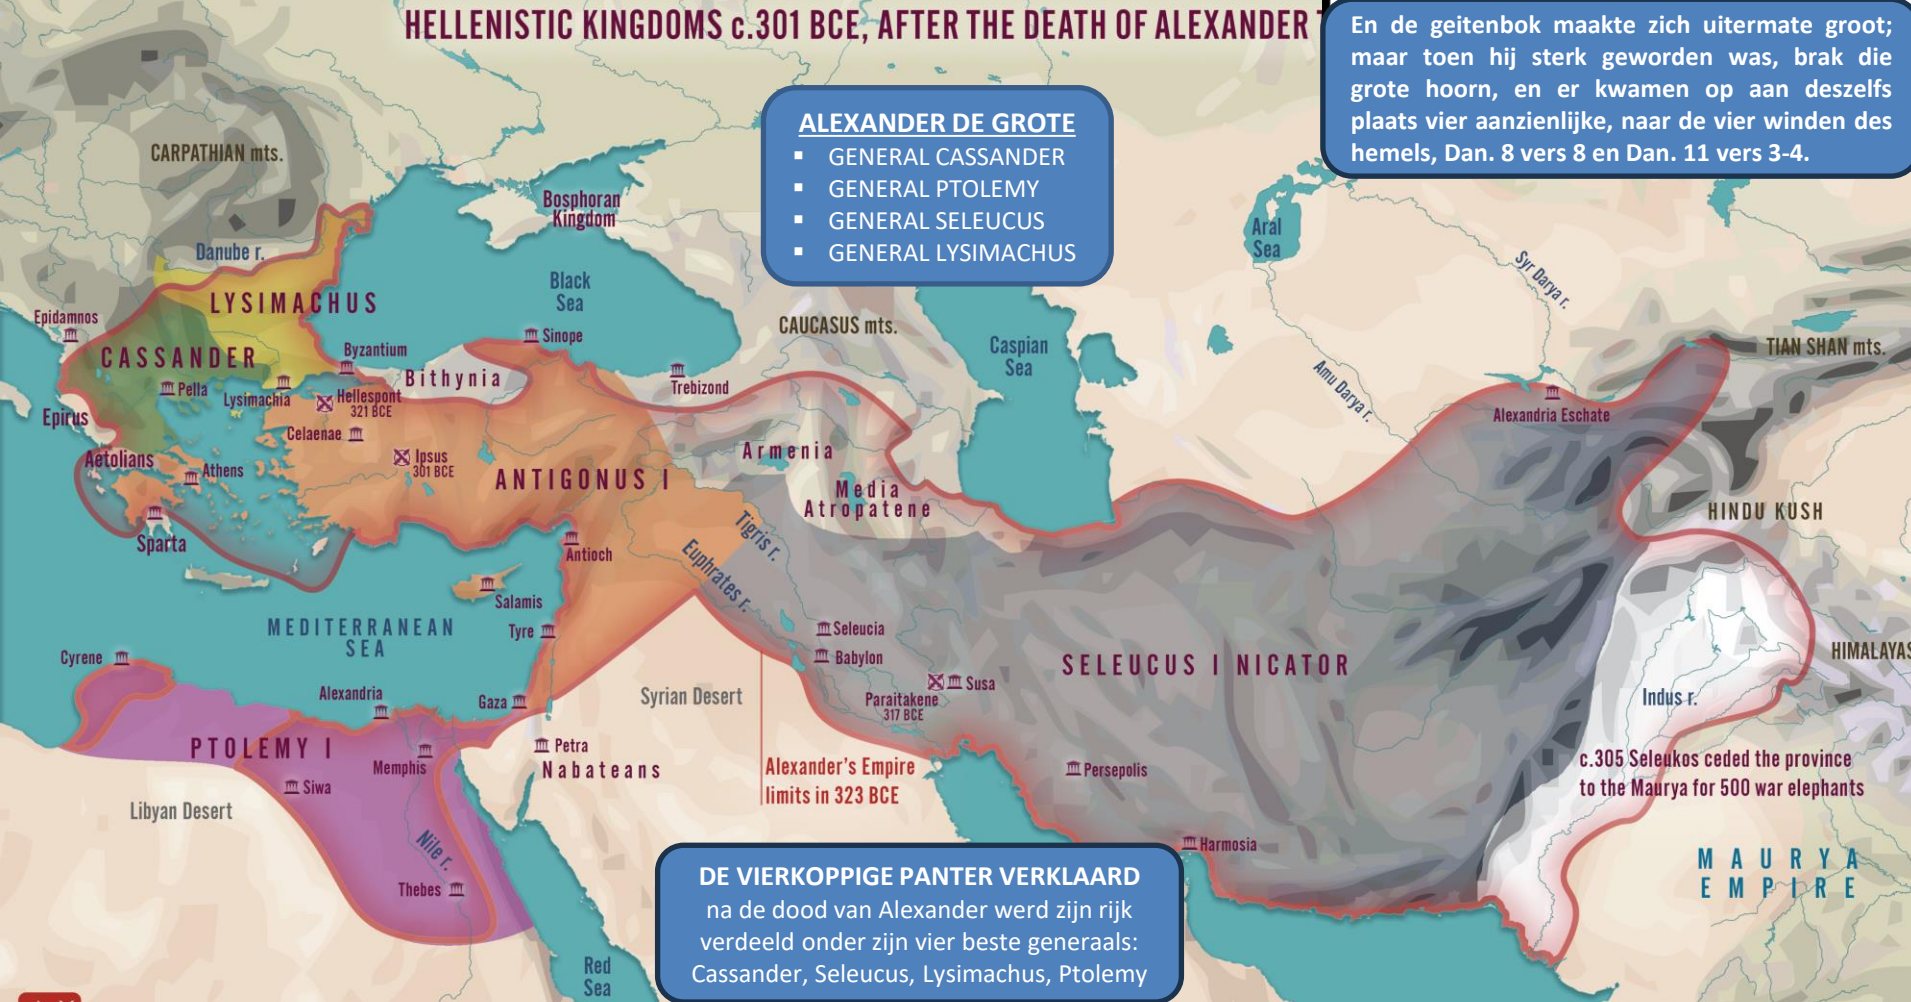 HELLENISTIC KINGDOMS c.301 BCE, AFTER THE DEATH OF ALEXANDER
En de geitenbok maakte zich uitermate groot;
maar toen hij sterk geworden was, brak die
grote hoorn, en er kwamen op aan deszelfs
plaats vier aanzienlijke, naar de vier winden des
hemels, Dan. 8 vers 8 en Dan. 11 vers 3-4.
ALEXANDER DE GROTE
▪ GENERAL CASSANDER
▪ GENERAL PTOLEMY
▪ GENERAL SELEUCUS
▪ GENERAL LYSIMACHUS
CARPATHIAN mts.
Bosphoran
Kingdom
Danube r.
Aral
Sea
Syr Darya r.
Black
Sea
LYSIMACHUS
Epidamnos
CAUCASUS mts.
Sinope
Caspian
Sea
TIAN SHAN mts.
CASSANDER
Byzantium
Bithynia
Trebizond
Amu Darya r.
Pella
Lysimachia
Hellespont
321 BCE
Alexandria Eschate
Epirus
Celaenae
Aetolians
Athens
Ipsus
301 BCE
ANTIGONUS I
Armenia
Media
Atropatene
HINDU KUSH
Sparta
Tigris r.
Antioch
Euphrates r.
Salamis
MEDITERRANEAN
SEA
Tyre
Seleucia
Babylon
SELEUCUS I NICATOR
HIMALAYAS
Cyrene
Alexandria
Gaza
Syrian Desert
Susa
Paraitakene
317 BCE
Indus r.
PTOLEMY I
Memphis
Petra
Nabateans
Siwa
Alexander's Empire
limits in 323 BCE
Persepolis
c.305 Seleukos ceded the province
to the Maurya for 500 war elephants
Libyan Desert
Nile r.
Harmosia
MAURYA
EMPIRE
Thebes
DE VIERKOPPIGE PANTER VERKLAARD
na de dood van Alexander werd zijn rijk
verdeeld onder zijn vier beste generaals:
Cassander, Seleucus, Lysimachus, Ptolemy
Red
Sea